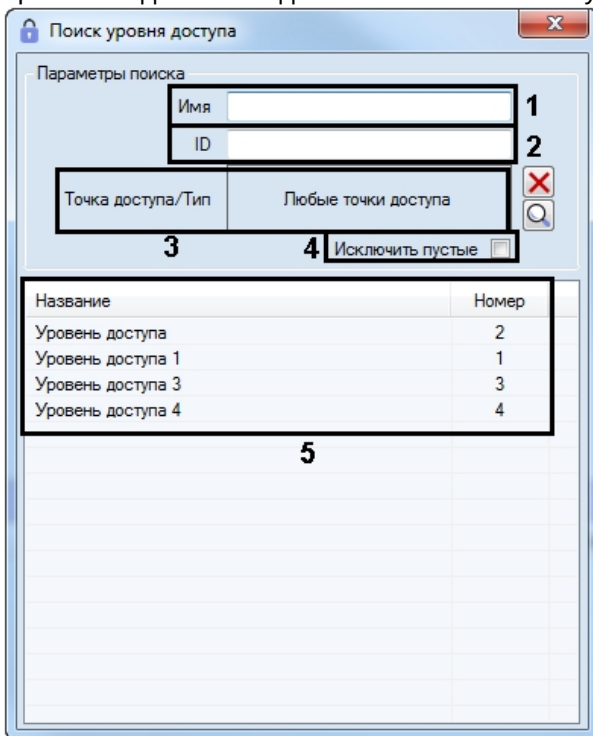 Поиск уровня доступа
Параметры поиска
Имя 1
ID 2
Точка доступа/Тип Любые точки доступа
3 4 Исключить пустые
Название Номер
Уровень доступа 2
Уровень доступа 1 1
Уровень доступа 3 3
Уровень доступа 4 4
5